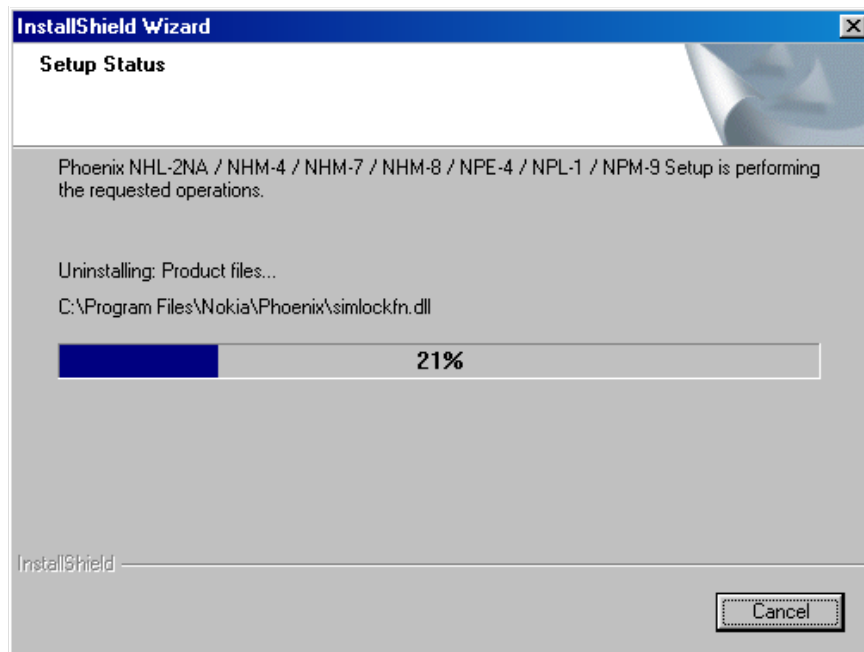 InstallShield Wizard
Setup Status
Phoenix NHL-2NA / NHM-4 / NHM-7 / NHM-8 / NPE-4 / NPL-1 / NPM-9 Setup is performing
the requested operations.
Uninstalling: Product files...
C:\Program Files\Nokia\Phoenix\simlockfn.dll
21%
InstallShield
Cancel